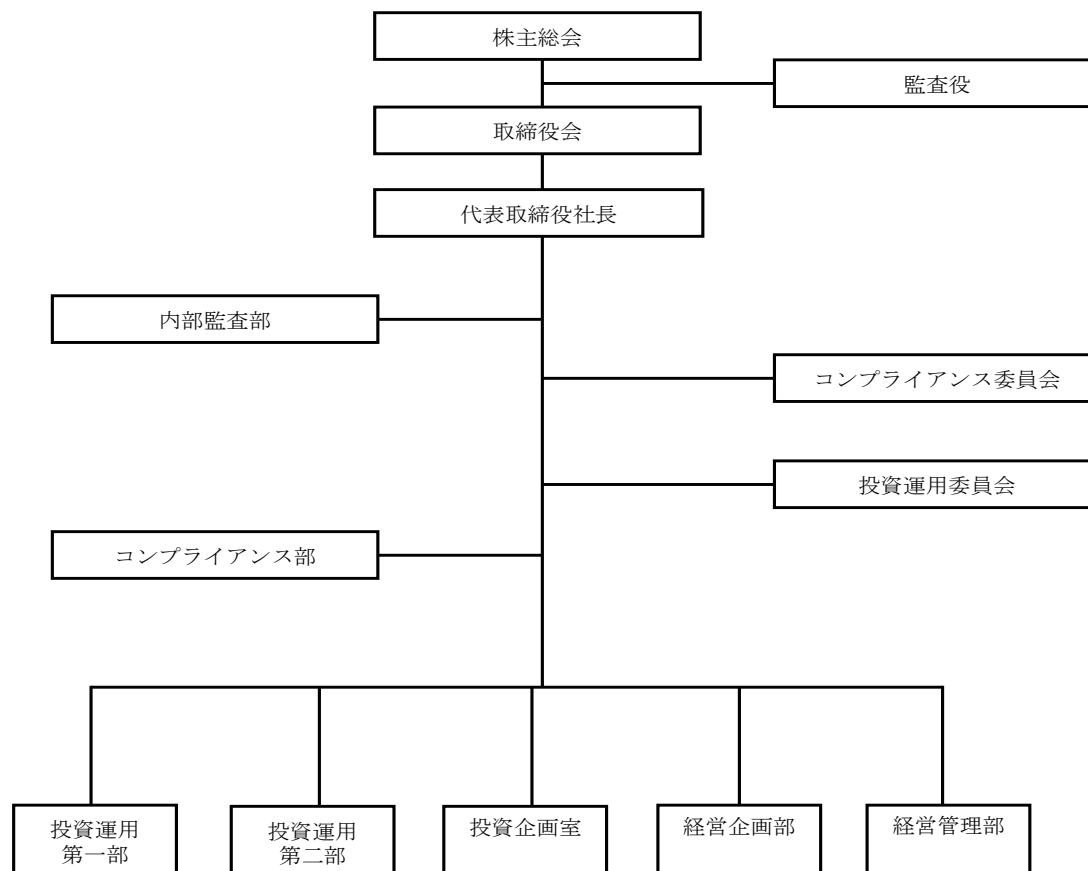 株主総会
監査役
取締役会
代表取締役社長
内部監査部
コンプライアンス委員会
投資運用委員会
コンプライアンス部
投資運用
第一部
投資運用
第二部
投資企画室
経営企画部
経営管理部